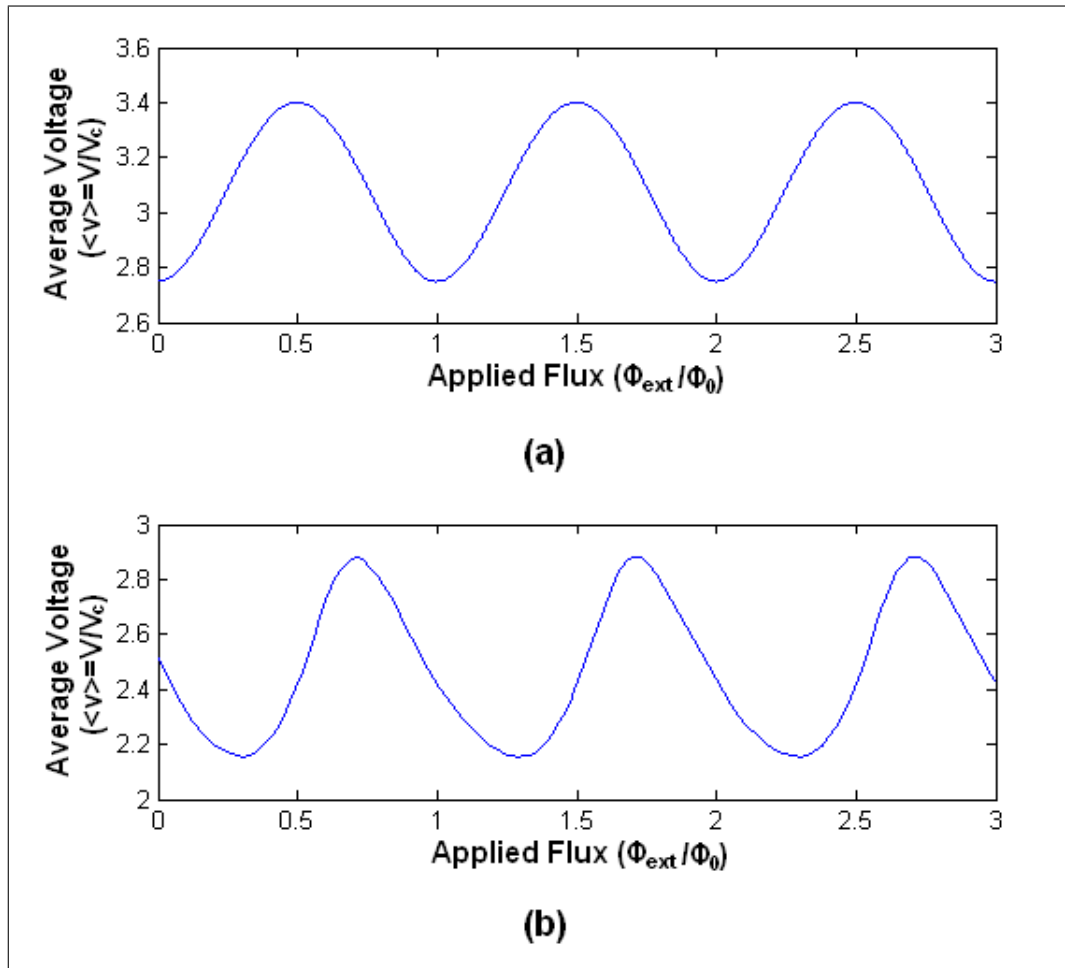 3.6
3.4
3.2
3
2.8
2.6
Average Voltage
(<v>=V/Vc)
0 0.5 1 1.5 2 2.5 3
Applied Flux (Φext /Φ0)
(a)
3
2.8
2.6
2.4
2.2
2
Average Voltage
(<v>=V/Vc)
0 0.5 1 1.5 2 2.5 3
Applied Flux (Φext /Φ0)
(b)